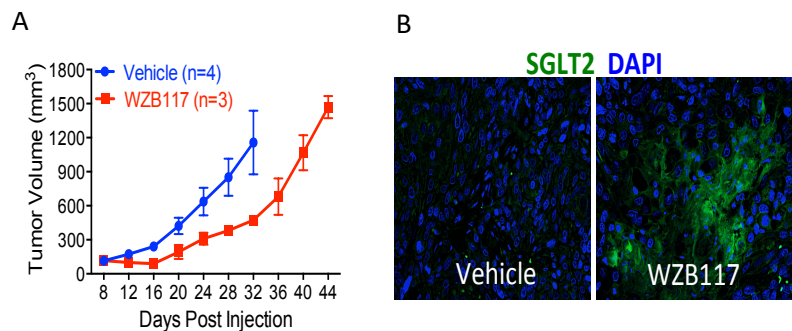 A
Tumor Volume (mm³)
1800
1500
1200
900
600
300
0
Vehicle (n=4)
WZB117 (n=3)
8 12 16 20 24 28 32 36 40 44
Days Post Injection
B
SGLT2 DAPI
Vehicle
WZB117